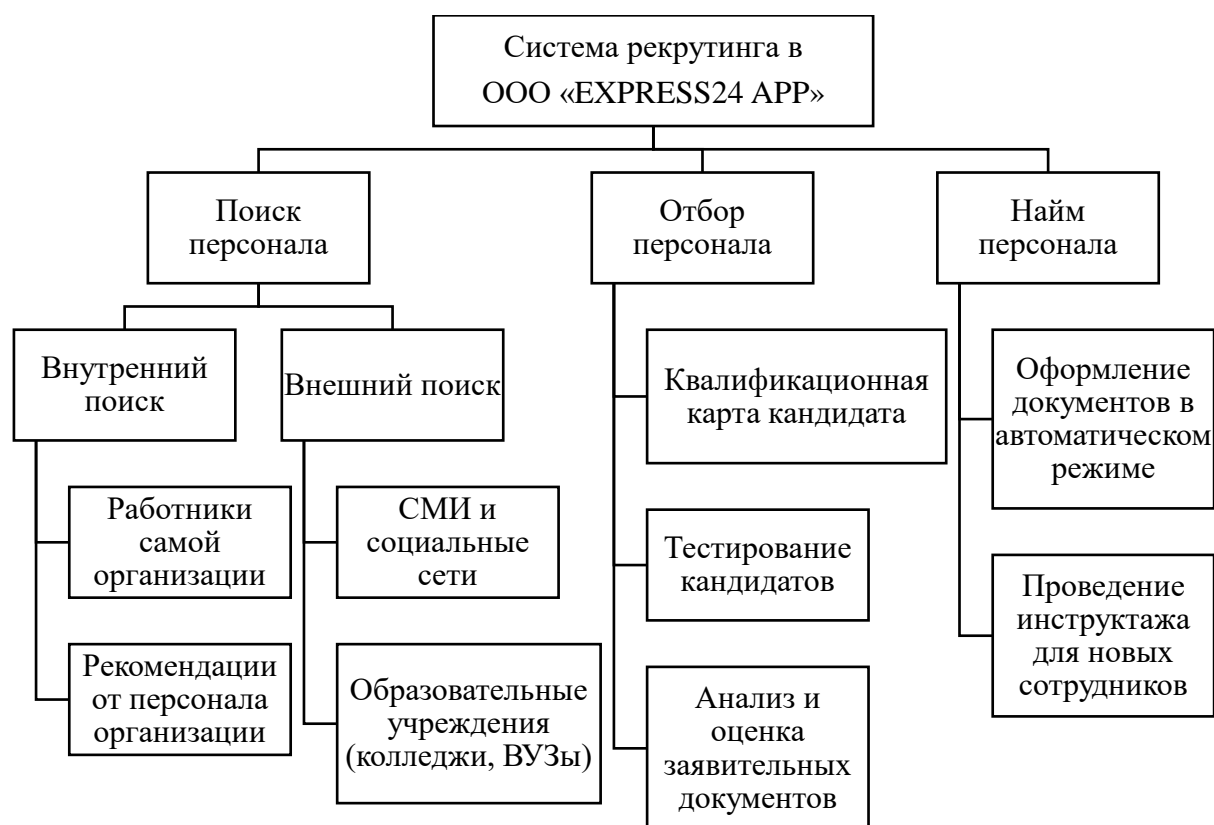 Система рекрутинга в
ООО «EXPRESS24 APP»
Поиск
персонала
Отбор
персонала
Найм
персонала
Внутренний
поиск
Внешний поиск
Работники
самой
организации
Рекомендации
от персонала
организации
СМИ и
социальные
сети
Образовательные
учреждения
(колледжи, ВУЗы)
Квалификационная
карта кандидата
Тестирование
кандидатов
Анализ и
оценка
заявительных
документов
Оформление
документов в
автоматическом
режиме
Проведение
инструктажа
для новых
сотрудников